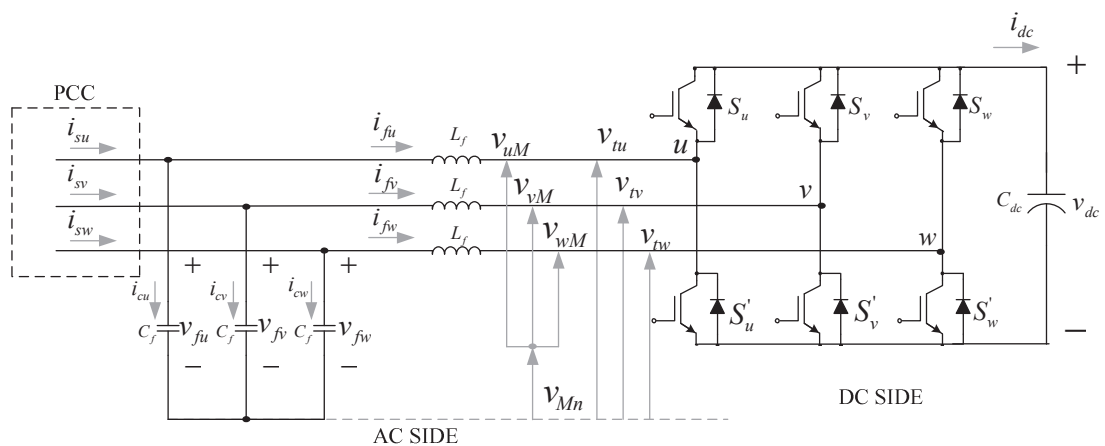 i_dc
+
PCC
S_u
S_v
S_w
i_su
i_fu
L_f
v_uM
v_tu
u
i_sv
i_fv
L_f
v_vM
v_tv
v
C_dc
v_dc
i_sw
i_fw
L_f
v_wM
v_tw
w
+
+
+
i_cu
i_cv
i_cw
C_f
v_fu
C_f
v_fv
C_f
v_fw
S'_u
S'_v
S'_w
−
−
−
−
v_Mn
DC SIDE
AC SIDE